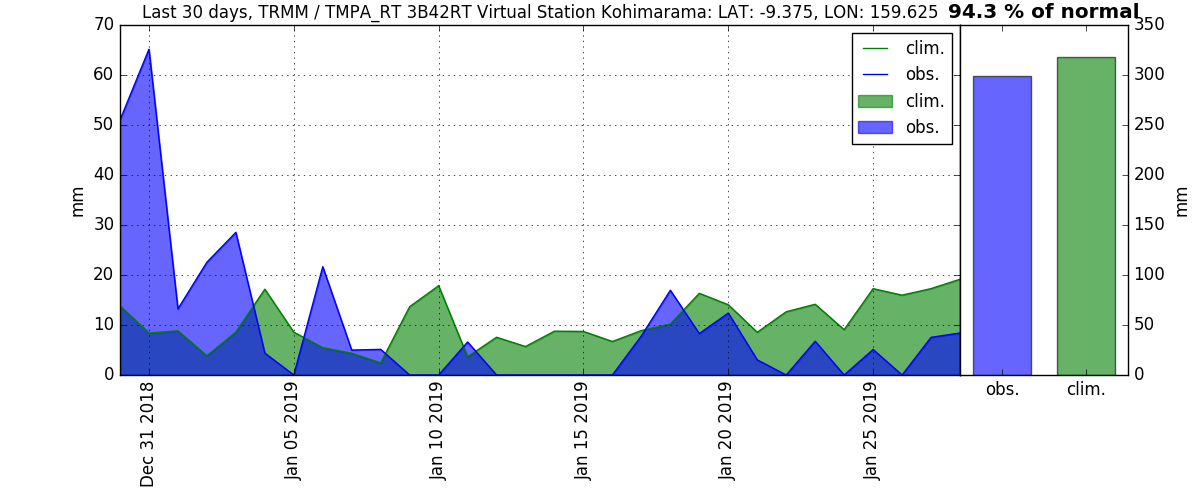 Last 30 days, TRMM / TMPA_RT 3B42RT Virtual Station Kohimarama: LAT: -9.375, LON: 159.625 94.3 % of normal
70
60
50
40
30
20
10
0
mm
clim.
obs.
clim.
obs.
350
300
250
200
150
100
50
0
mm
Dec 31 2018
Jan 05 2019
Jan 10 2019
Jan 15 2019
Jan 20 2019
Jan 25 2019
obs.
clim.